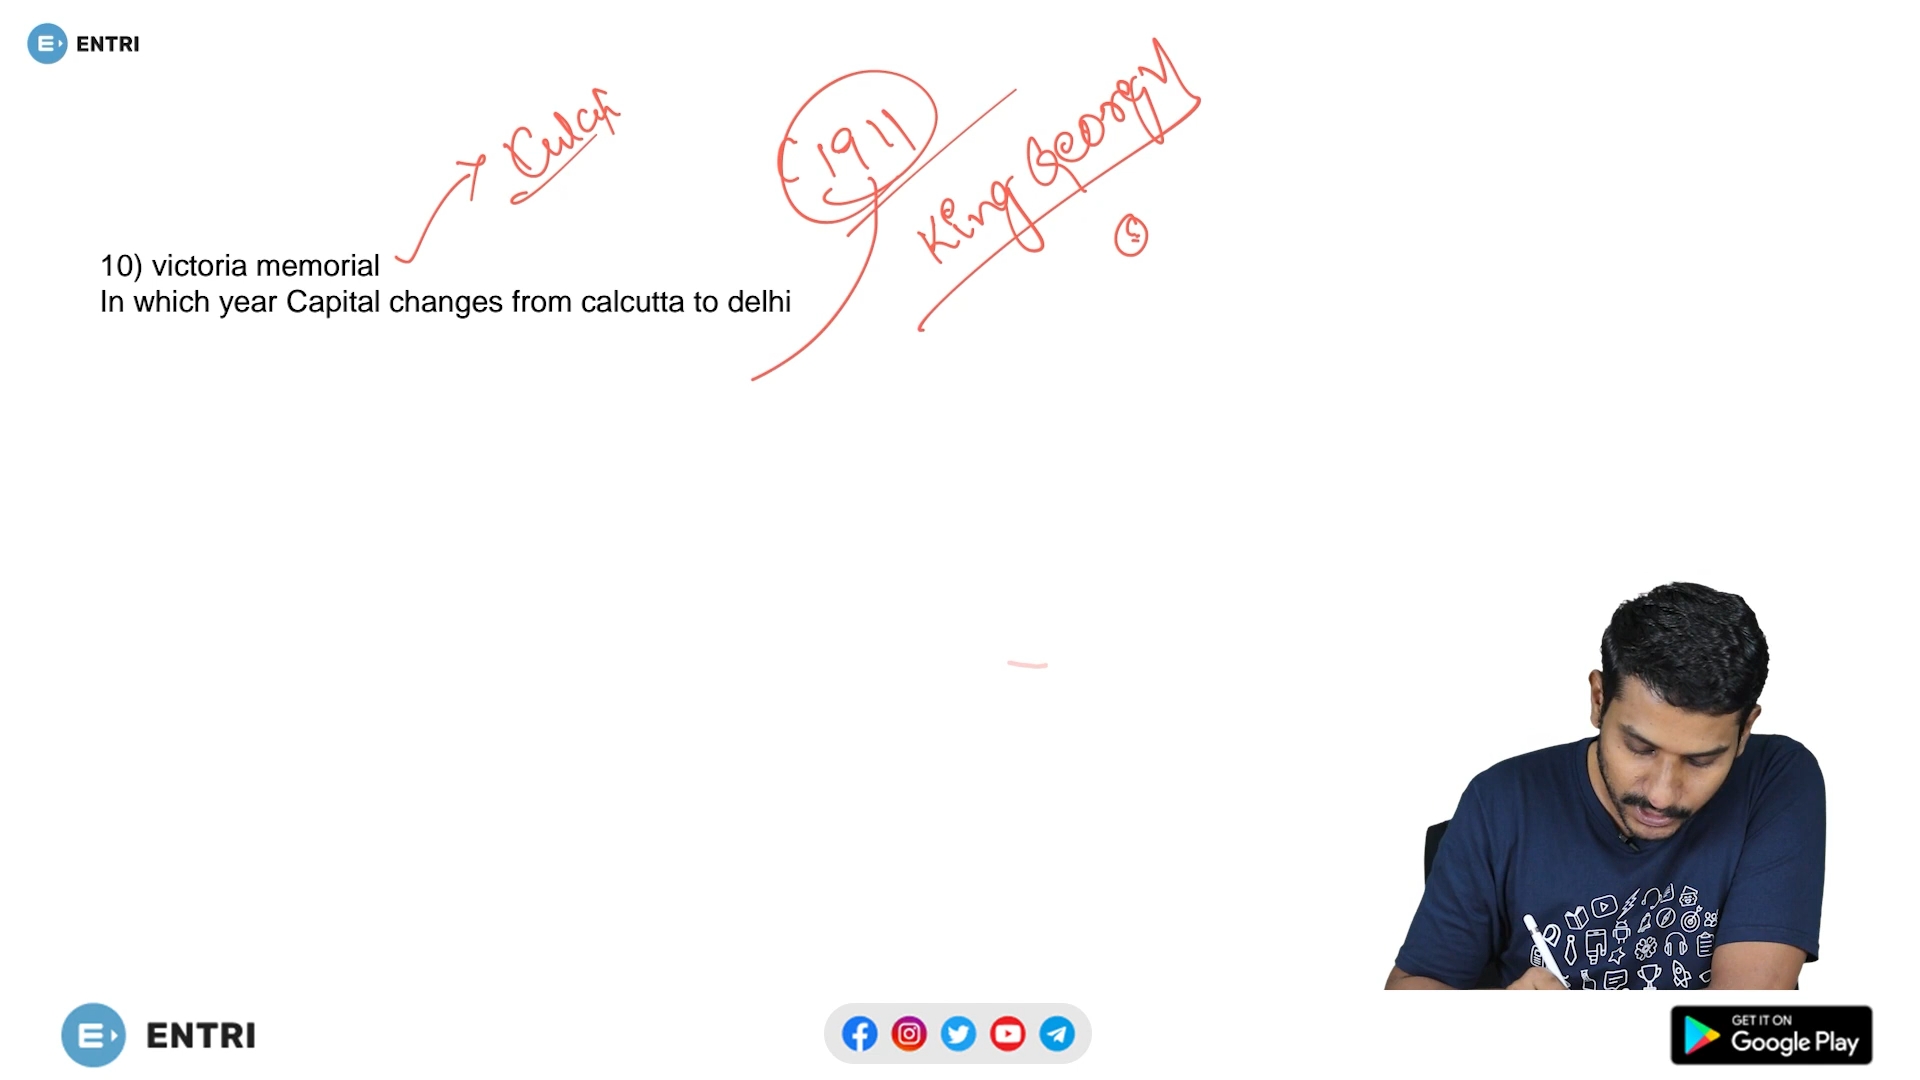 ENTRI
1911
King George V
10) victoria memorial
In which year Capital changes from calcutta to delhi
ENTRI
GET IT ON
Google Play